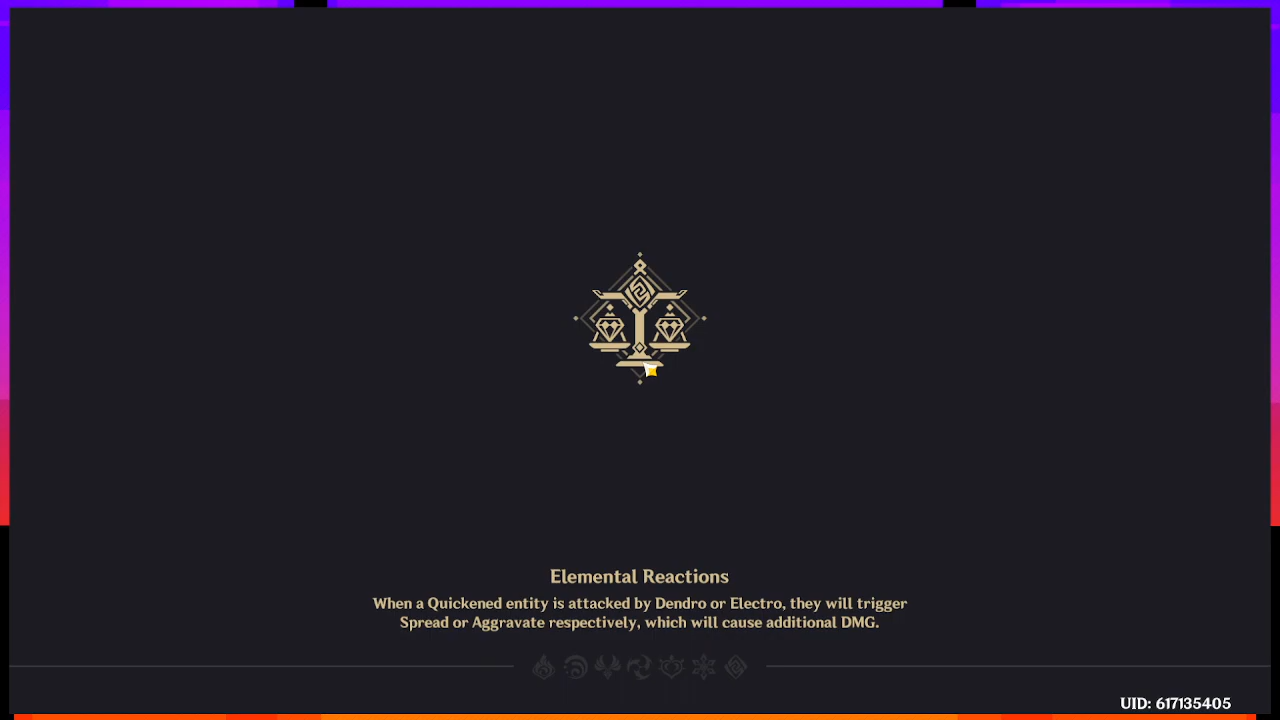 Elemental Reactions
When a Quickened entity is attacked by Dendro or Electro, they will trigger
Spread or Aggravate respectively, which will cause additional DMG.
UID: 617135405